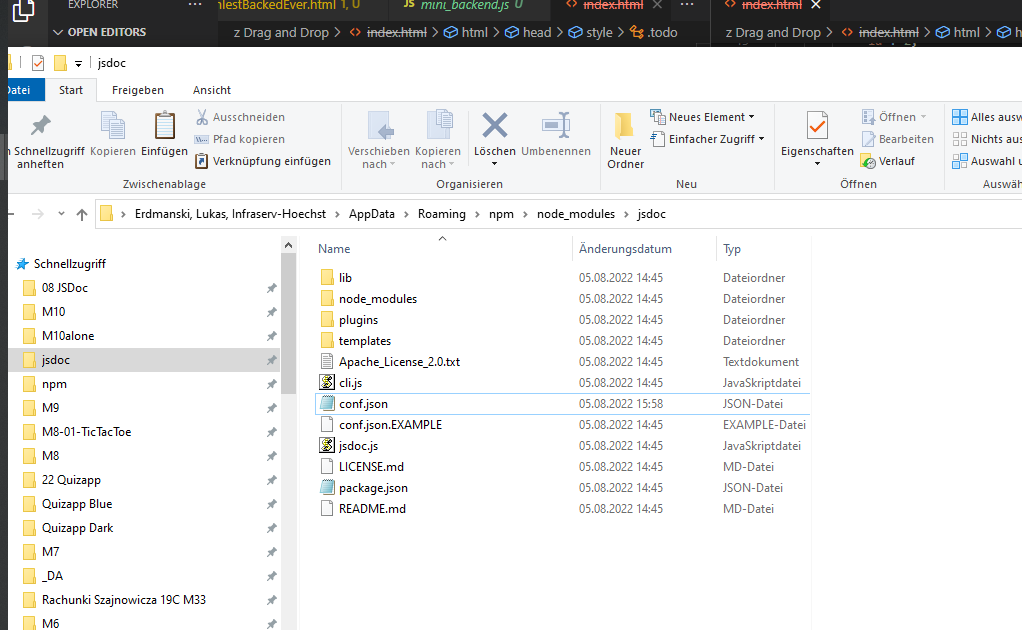 EXPLORER ··· nlestBackedEver.html 1, U JS mini_backend.js U <> index.html ··· <> index.html
OPEN EDITORS z Drag and Drop > <> index.html > html > head > style > .todo z Drag and Drop > <> index.html > html >
jsdoc
Datei Start Freigeben Ansicht
n Schnellzugriff anheften
Kopieren
Einfügen
Ausschneiden
Pfad kopieren
Verknüpfung einfügen
Zwischenablage
Verschieben nach
Kopieren nach
Löschen
Umbenennen
Organisieren
Neuer Ordner
Neues Element
Einfacher Zugriff
Neu
Eigenschaften
Öffnen
Bearbeiten
Verlauf
Öffnen
Alles ausw
Nichts aus
Auswahl u
Auswäh
Erdmanski, Lukas, Infraserv-Hoechst > AppData > Roaming > npm > node_modules > jsdoc
Schnellzugriff
08 JSDoc
M10
M10alone
jsdoc
npm
M9
M8-01-TicTacToe
M8
22 Quizapp
Quizapp Blue
Quizapp Dark
M7
_DA
Rachunki Szajnowicza 19C M33
M6
Name Änderungsdatum Typ
lib 05.08.2022 14:45 Dateiordner
node_modules 05.08.2022 14:45 Dateiordner
plugins 05.08.2022 14:45 Dateiordner
templates 05.08.2022 14:45 Dateiordner
Apache_License_2.0.txt 05.08.2022 14:45 Textdokument
cli.js 05.08.2022 14:45 JavaSkriptdatei
conf.json 05.08.2022 15:58 JSON-Datei
conf.json.EXAMPLE 05.08.2022 14:45 EXAMPLE-Datei
jsdoc.js 05.08.2022 14:45 JavaSkriptdatei
LICENSE.md 05.08.2022 14:45 MD-Datei
package.json 05.08.2022 14:45 JSON-Datei
README.md 05.08.2022 14:45 MD-Datei